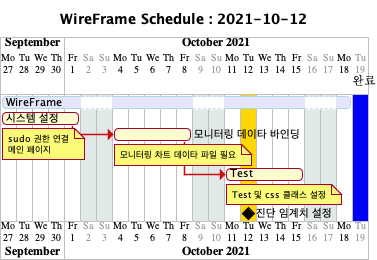 WireFrame Schedule : 2021-10-12
September October 2021
Mo Tu We Th Fr Sa Su Mo Tu We Th Fr Sa Su Mo Tu We Th Fr Sa Su Mo Tu
27 28 29 30 1 2 3 4 5 6 7 8 9 10 11 12 13 14 15 16 17 18 19
완료
WireFrame
시스템 설정
sudo 권한 연결
메인 페이지
모니터링 데이타 바인딩
모니터링 차트 데이타 파일 필요
Test
Test 및 css 클래스 설정
진단 임계치 설정
Mo Tu We Th Fr Sa Su Mo Tu We Th Fr Sa Su Mo Tu We Th Fr Sa Su Mo Tu
27 28 29 30 1 2 3 4 5 6 7 8 9 10 11 12 13 14 15 16 17 18 19
September October 2021